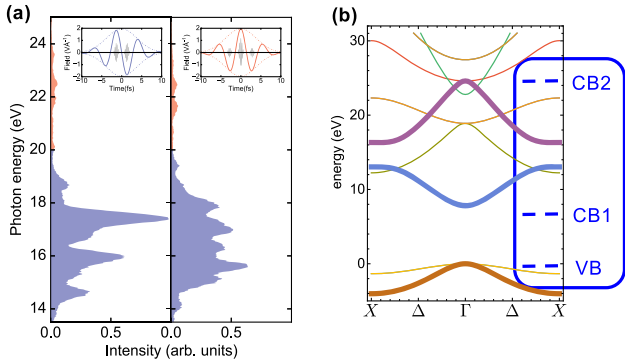 (a)
24
22
20
18
16
14
Photon energy (eV)
2
1
0
−1
−2
Field (VÅ⁻¹)
−10 −5 0 5 10
Time(fs)
2
1
0
−1
−2
Field (VÅ⁻¹)
−10 −5 0 5 10
Time(fs)
0.0 0.5 0.0 0.5
Intensity (arb. units)
(b)
30
20
10
0
energy (eV)
X Δ Γ Δ X
CB2
CB1
VB